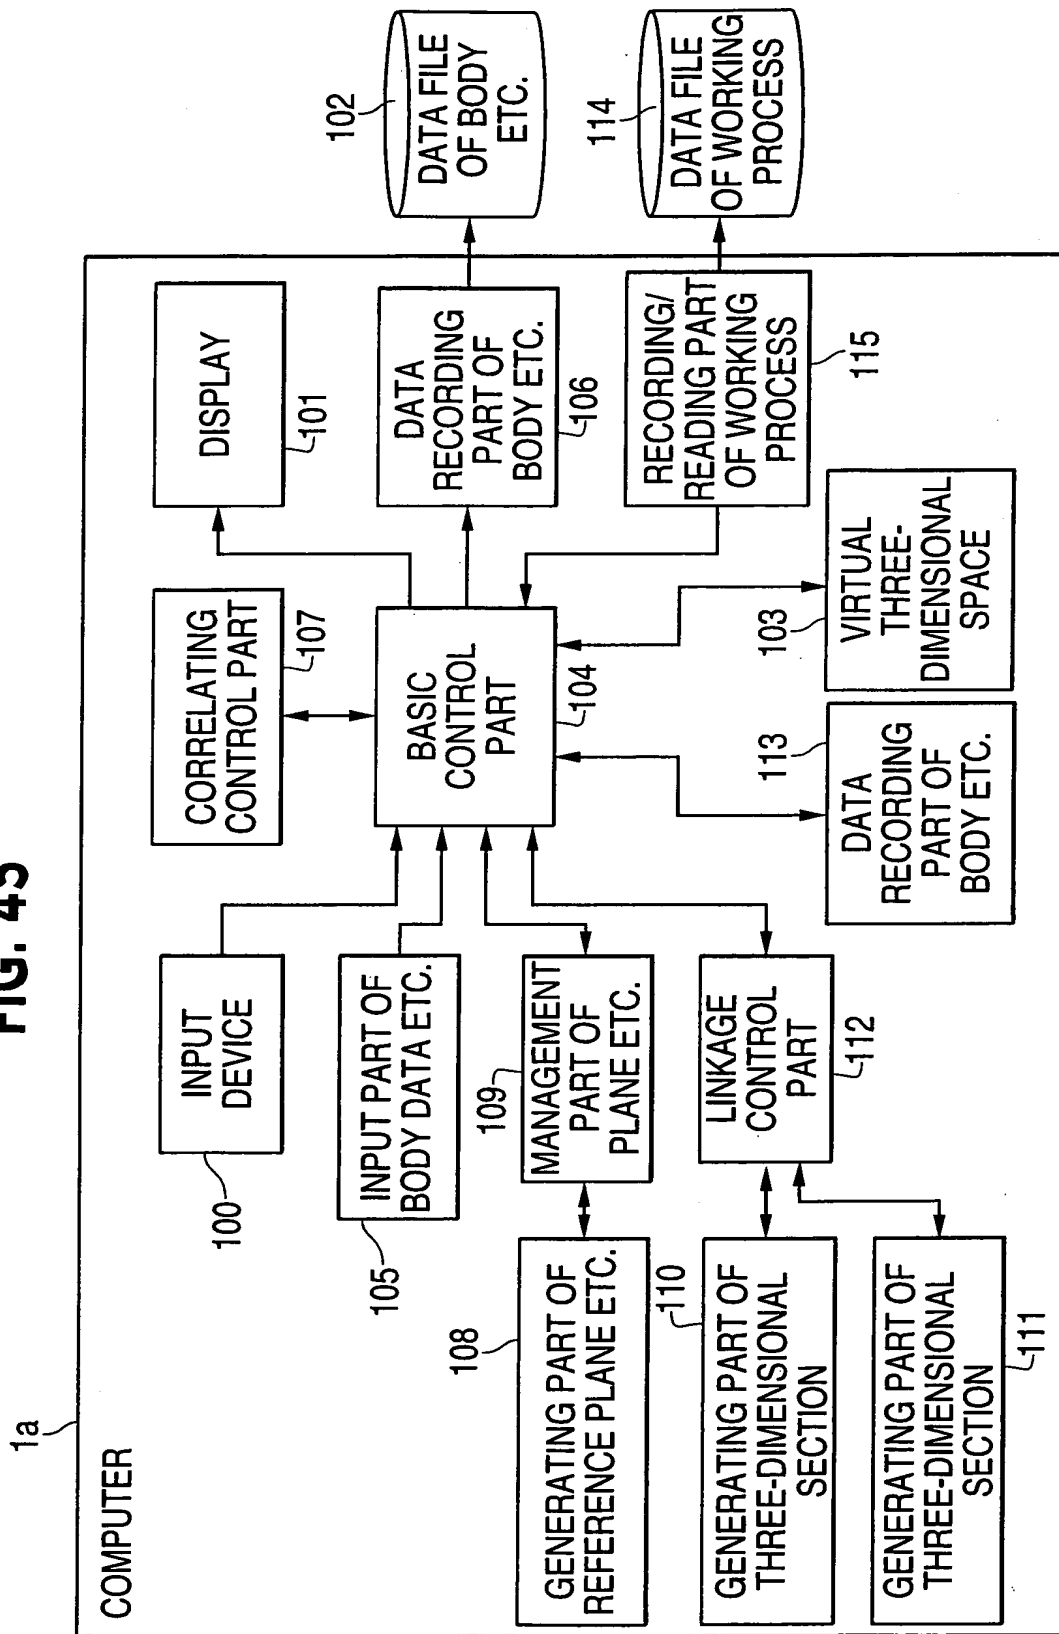 FIG. 43
1a
COMPUTER
INPUT
DEVICE
100
INPUT PART OF
BODY DATA ETC.
105
GENERATING PART OF
REFERENCE PLANE ETC.
108
MANAGEMENT
PART OF
PLANE ETC.
109
GENERATING PART OF
THREE-DIMENSIONAL
SECTION
110
GENERATING PART OF
THREE-DIMENSIONAL
SECTION
111
LINKAGE
CONTROL
PART
112
CORRELATING
CONTROL PART
107
BASIC
CONTROL
PART
104
DATA
RECORDING
PART OF
BODY ETC.
113
VIRTUAL
THREE-
DIMENSIONAL
SPACE
103
DISPLAY
101
DATA
RECORDING
PART OF
BODY ETC.
106
RECORDING/
READING PART
OF WORKING
PROCESS
115
DATA FILE
OF BODY
ETC.
102
DATA FILE
OF WORKING
PROCESS
114